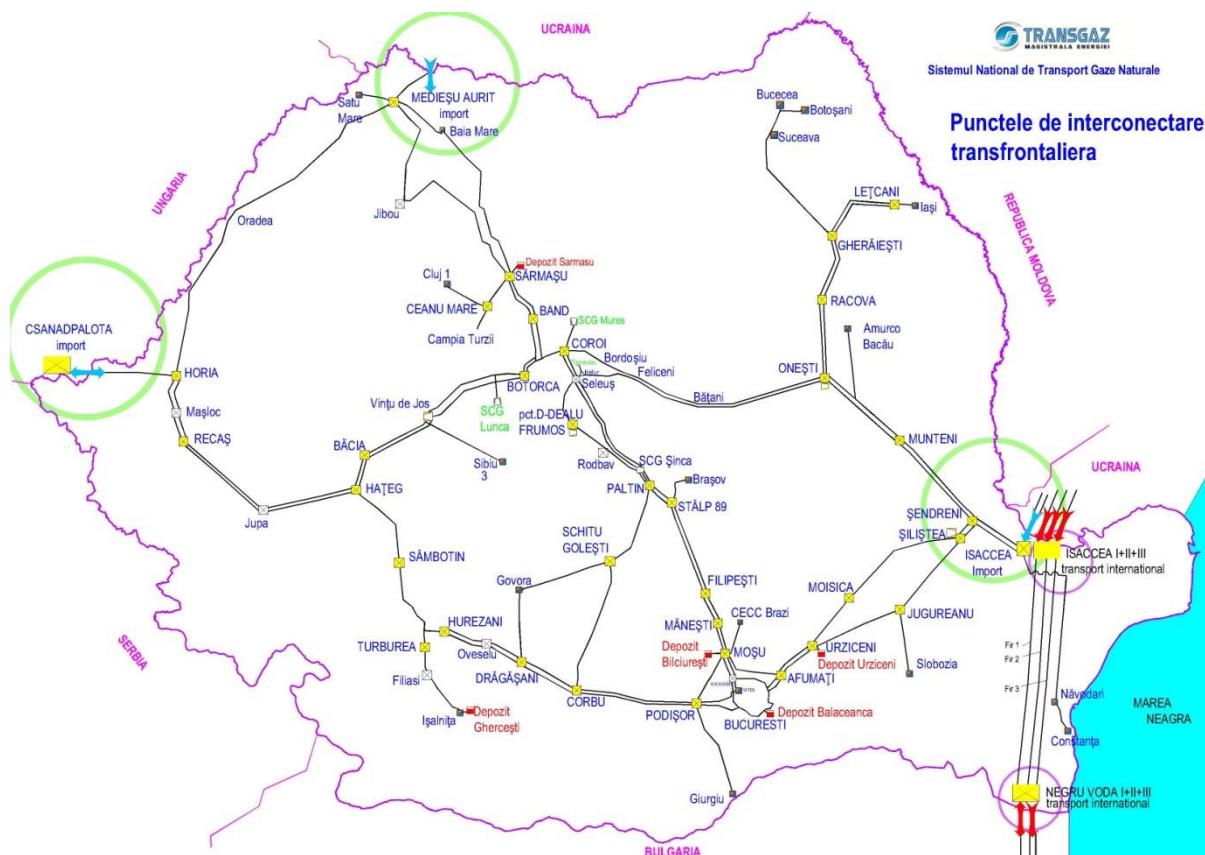 UCRAINA
TRANSGAZ
MAGISTRALA ENERGIEI
Sistemul National de Transport Gaze Naturale
Punctele de interconectare
transfrontaliera
MEDIEŞU AURIT
import
Satu
Mare
Baia Mare
Bucecea
Botoşani
Suceava
LEŢCANI
Iaşi
GHERĂIEŞTI
UNGARIA
REPUBLICA MOLDOVA
Oradea
Jibou
Depozit Sarmasu
SĂRMAŞU
Cluj 1
CEANU MARE
Campia Turzii
BAND
RACOVA
Amurco
Bacău
CSANADPALOTA
import
SCG Mures
COROI
Bordoşiu
Feliceni
Seleuş
Băţani
ONEŞTI
HORIA
Maşloc
RECAŞ
BOTORCA
Vinţu de Jos
SCG
Lunca
pct.D-DEALU
FRUMOS
BĂCIA
Sibiu
3
Rodbav
SCG Şinca
MUNTENI
HAŢEG
Jupa
PALTIN
Braşov
STÂLP 89
UCRAINA
ŞENDRENI
ŞILIŞTEA
ISACCEA
Import
ISACCEA I+II+III
transport international
SCHITU
GOLEŞTI
SÂMBOTIN
Govora
FILIPEŞTI
MOISICA
CECC Brazi
JUGUREANU
MĂNEŞTI
HUREZANI
TURBUREA
Oveselu
SERBIA
Depozit
Bilciureşti
MOŞU
URZICENI
Depozit Urziceni
Slobozia
Fir 1
Fir 2
Fir 3
Filiasi
DRĂGĂŞANI
CORBU
AFUMAŢI
Năvodari
MAREA
NEAGRA
Işalniţa
Depozit
Gherceşti
PODIŞOR
BUCURESTI
Depozit Balaceanca
Constanţa
Giurgiu
NEGRU VODA I+II+III
transport international
BULGARIA